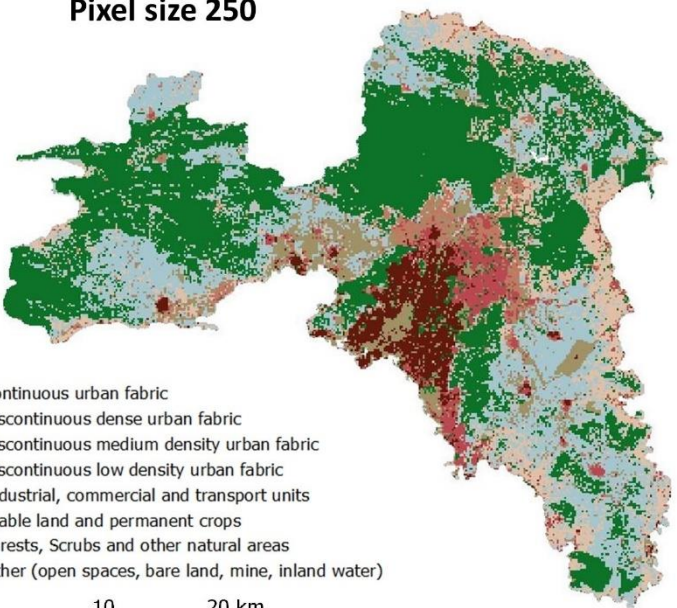 Pixel size 250
ontinuous urban fabric
scontinuous dense urban fabric
scontinuous medium density urban fabric
scontinuous low density urban fabric
dustrial, commercial and transport units
able land and permanent crops
rests, Scrubs and other natural areas
ther (open spaces, bare land, mine, inland water)
10 20 km